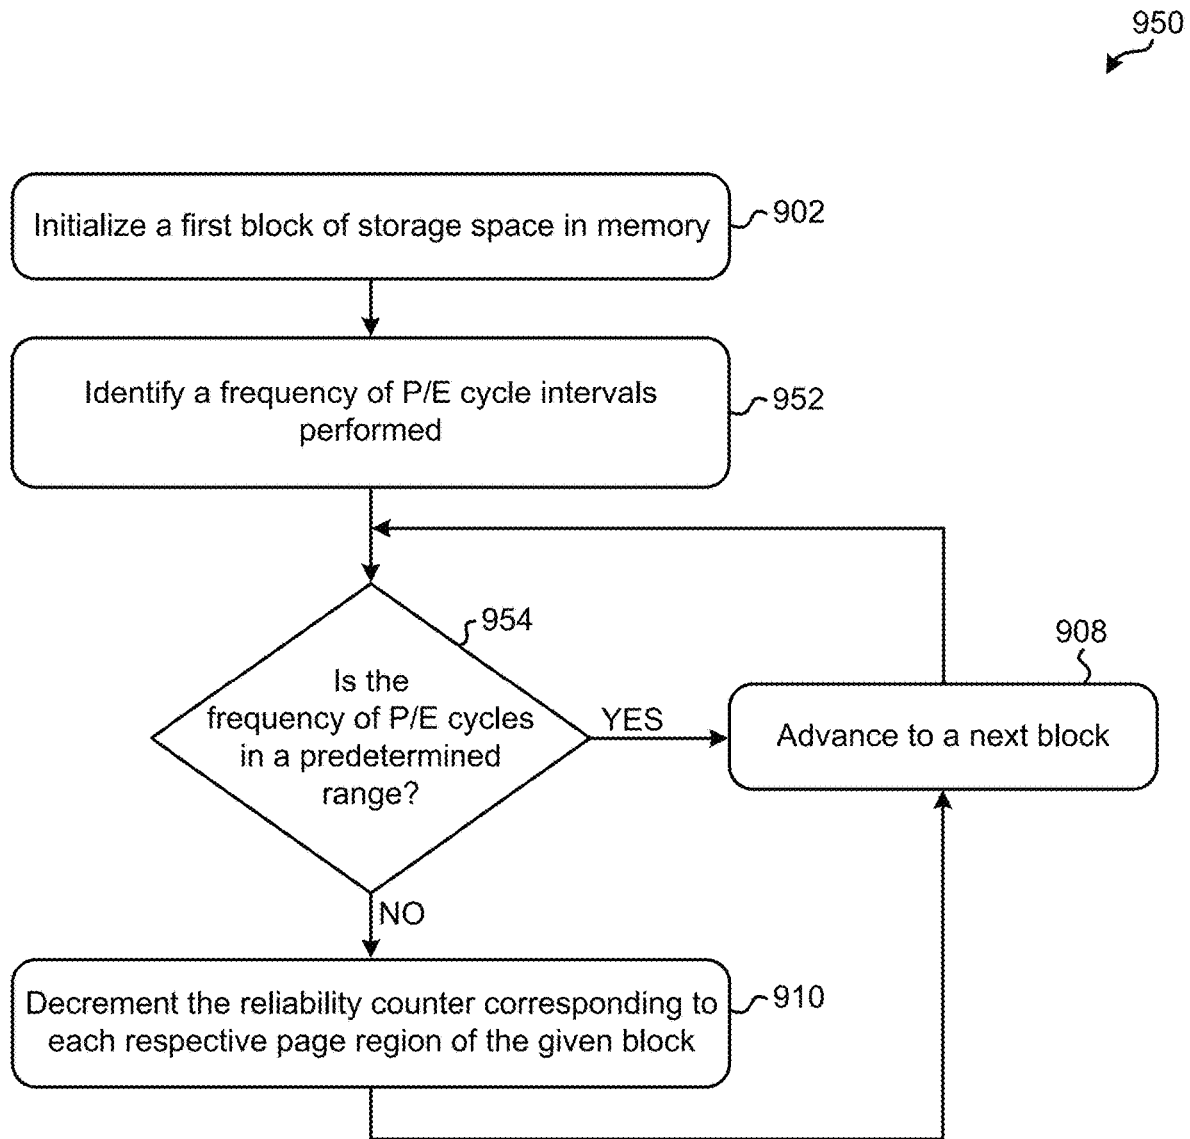 950
Initialize a first block of storage space in memory
902
Identify a frequency of P/E cycle intervals
performed
952
954
Is the
frequency of P/E cycles
in a predetermined
range?
YES
908
Advance to a next block
NO
Decrement the reliability counter corresponding to
each respective page region of the given block
910